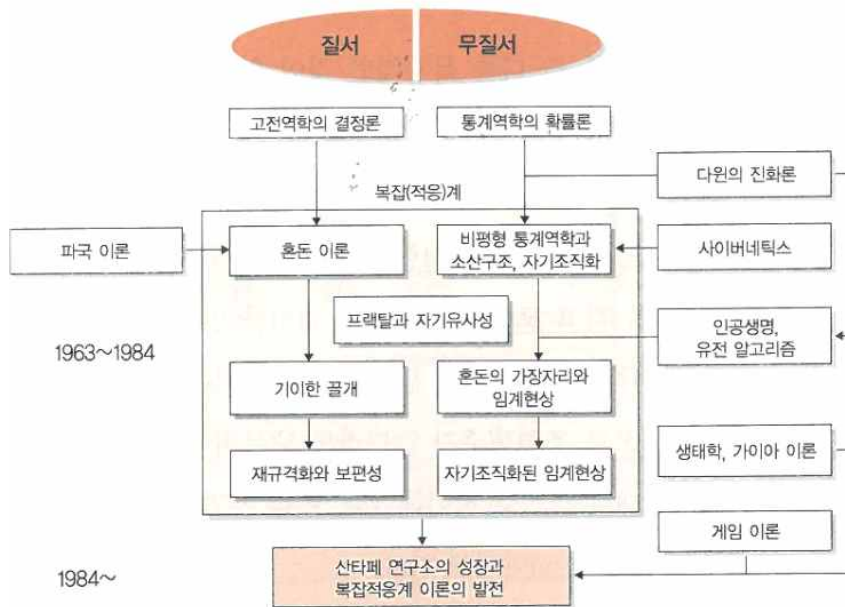 질서
무질서
고전역학의 결정론
통계역학의 확률론
다윈의 진화론
복잡(적응)계
파국 이론
혼돈 이론
비평형 통계역학과
소산구조, 자기조직화
사이버네틱스
프랙탈과 자기유사성
인공생명,
유전 알고리즘
1963~1984
기이한 끌개
혼돈의 가장자리와
임계현상
재규격화와 보편성
자기조직화된 임계현상
생태학, 가이아 이론
게임 이론
1984~
산타페 연구소의 성장과
복잡적응계 이론의 발전